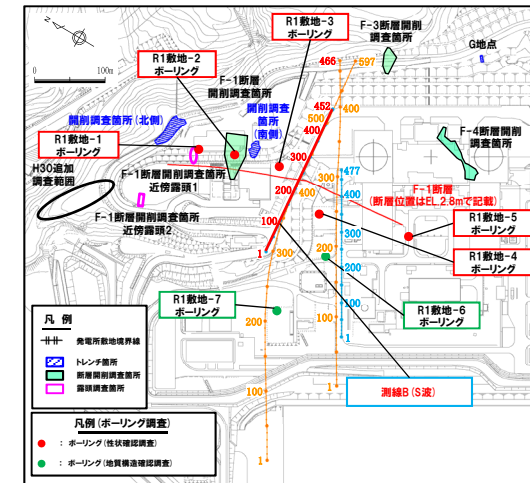 N
0
100m
R1敷地-3
ボーリング
F-3断層開削
調査箇所
G地点
R1敷地-2
ボーリング
F-1断層
開削調査箇所
466
597
452
500
400
400
開削調査箇所(北側)
開削調査
箇所
(南側)
R1敷地-1
ボーリング
F-4断層開削
調査箇所
H30追加
調査範囲
F-1断層開削調査箇所
近傍露頭1
300
300
477
400
200
400
F-1断層
(断層位置はEL.2.8mで記載)
F-1断層開削調査箇所
近傍露頭2
100
300
R1敷地-5
ボーリング
1
300
200
200
R1敷地-4
ボーリング
R1敷地-7
ボーリング
100
100
R1敷地-6
ボーリング
200
1
凡 例
発電所敷地境界線
トレンチ箇所
断層開削調査箇所
露頭調査箇所
100
1
測線B(S波)
凡例(ボーリング調査)
: ボーリング(性状確認調査)
: ボーリング(地質構造確認調査)
1